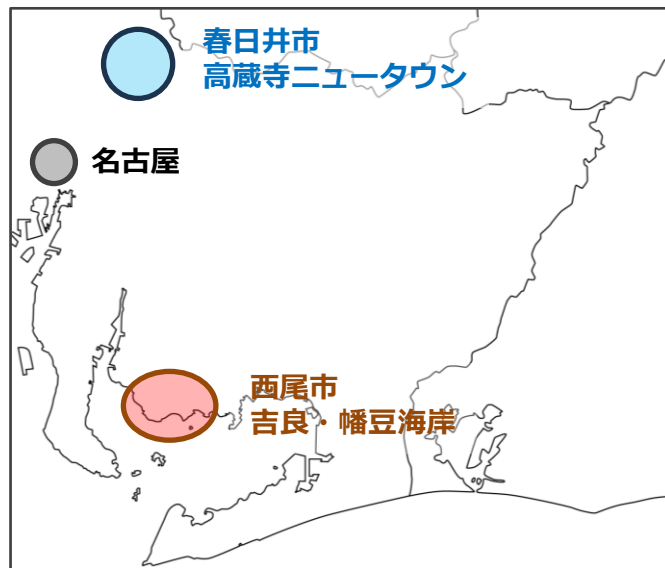 春日井市
高蔵寺ニュータウン
名古屋
西尾市
吉良・幡豆海岸